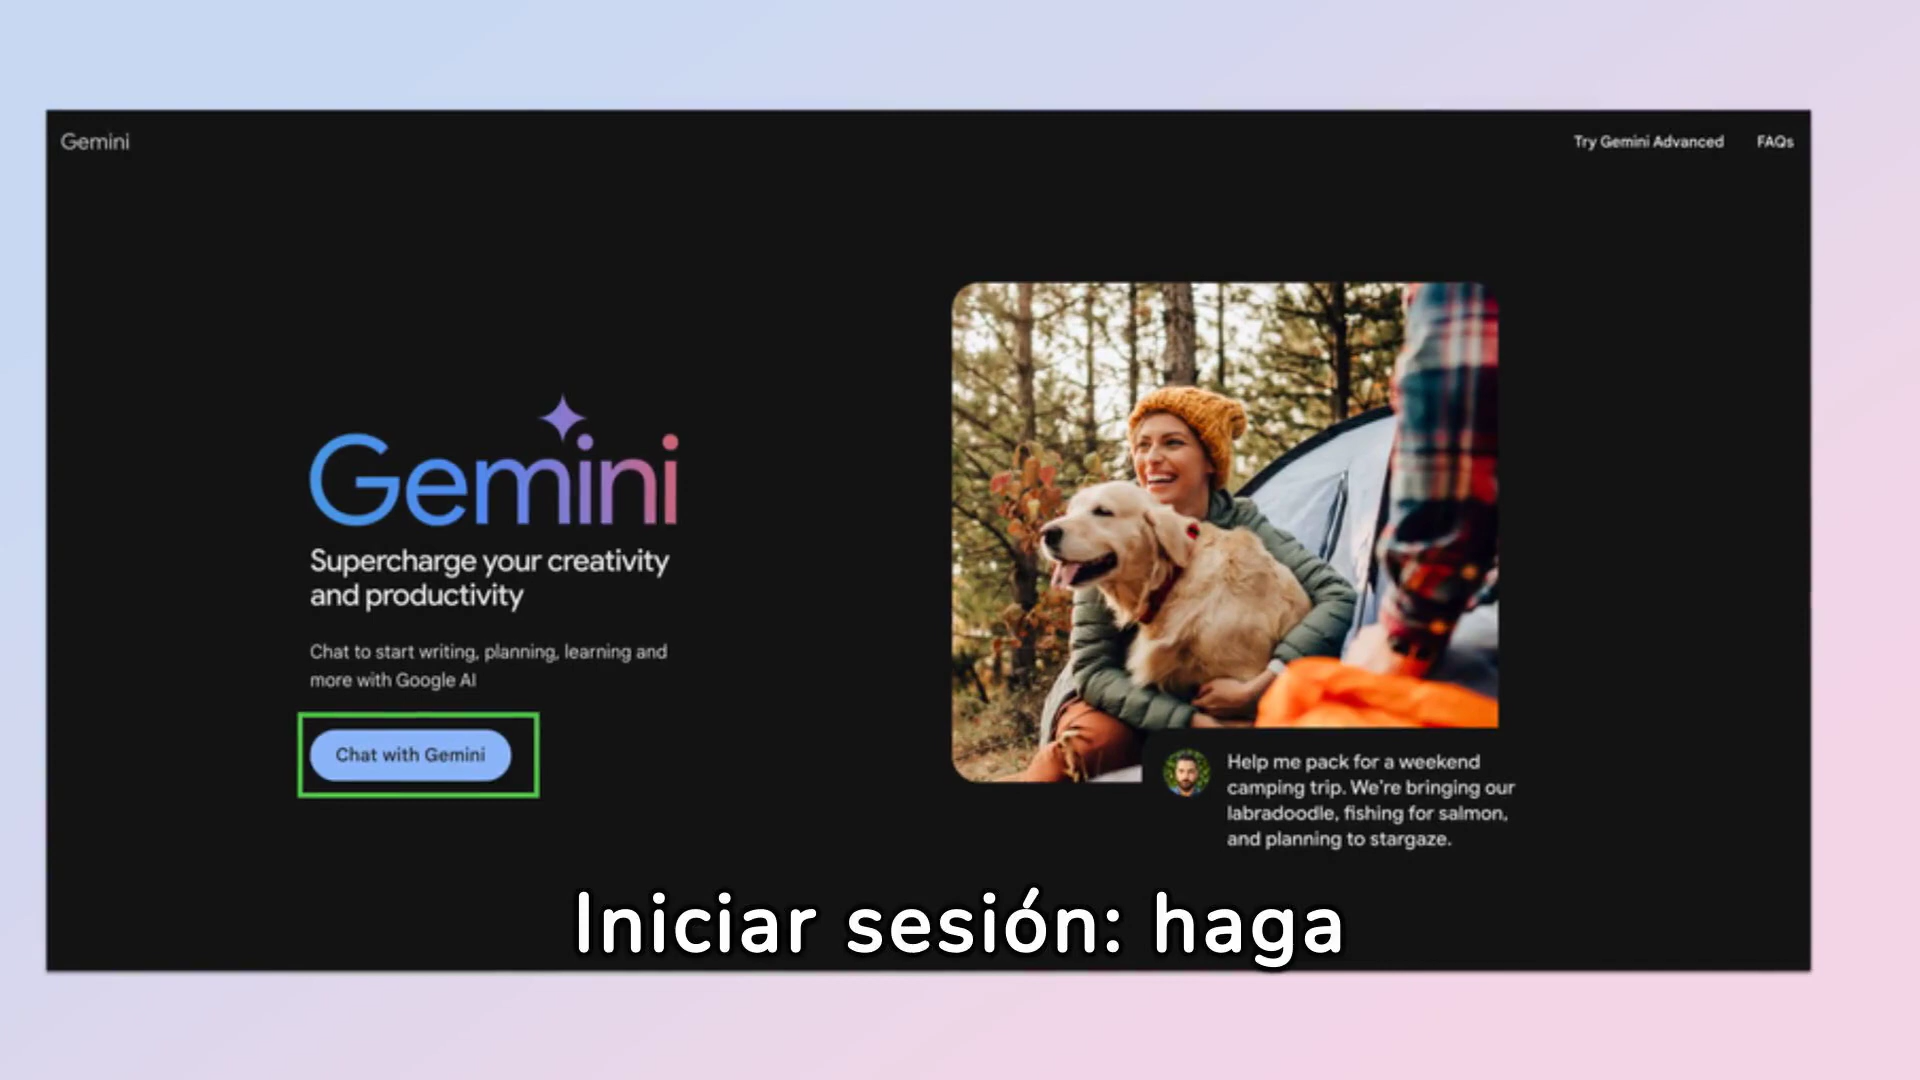 Gemini
Try Gemini Advanced
FAQs
Gemini
Supercharge your creativity
and productivity
Chat to start writing, planning, learning and
more with Google AI
Chat with Gemini
Help me pack for a weekend
camping trip. We're bringing our
labradoodle, fishing for salmon,
and planning to stargaze.
Iniciar sesión: haga